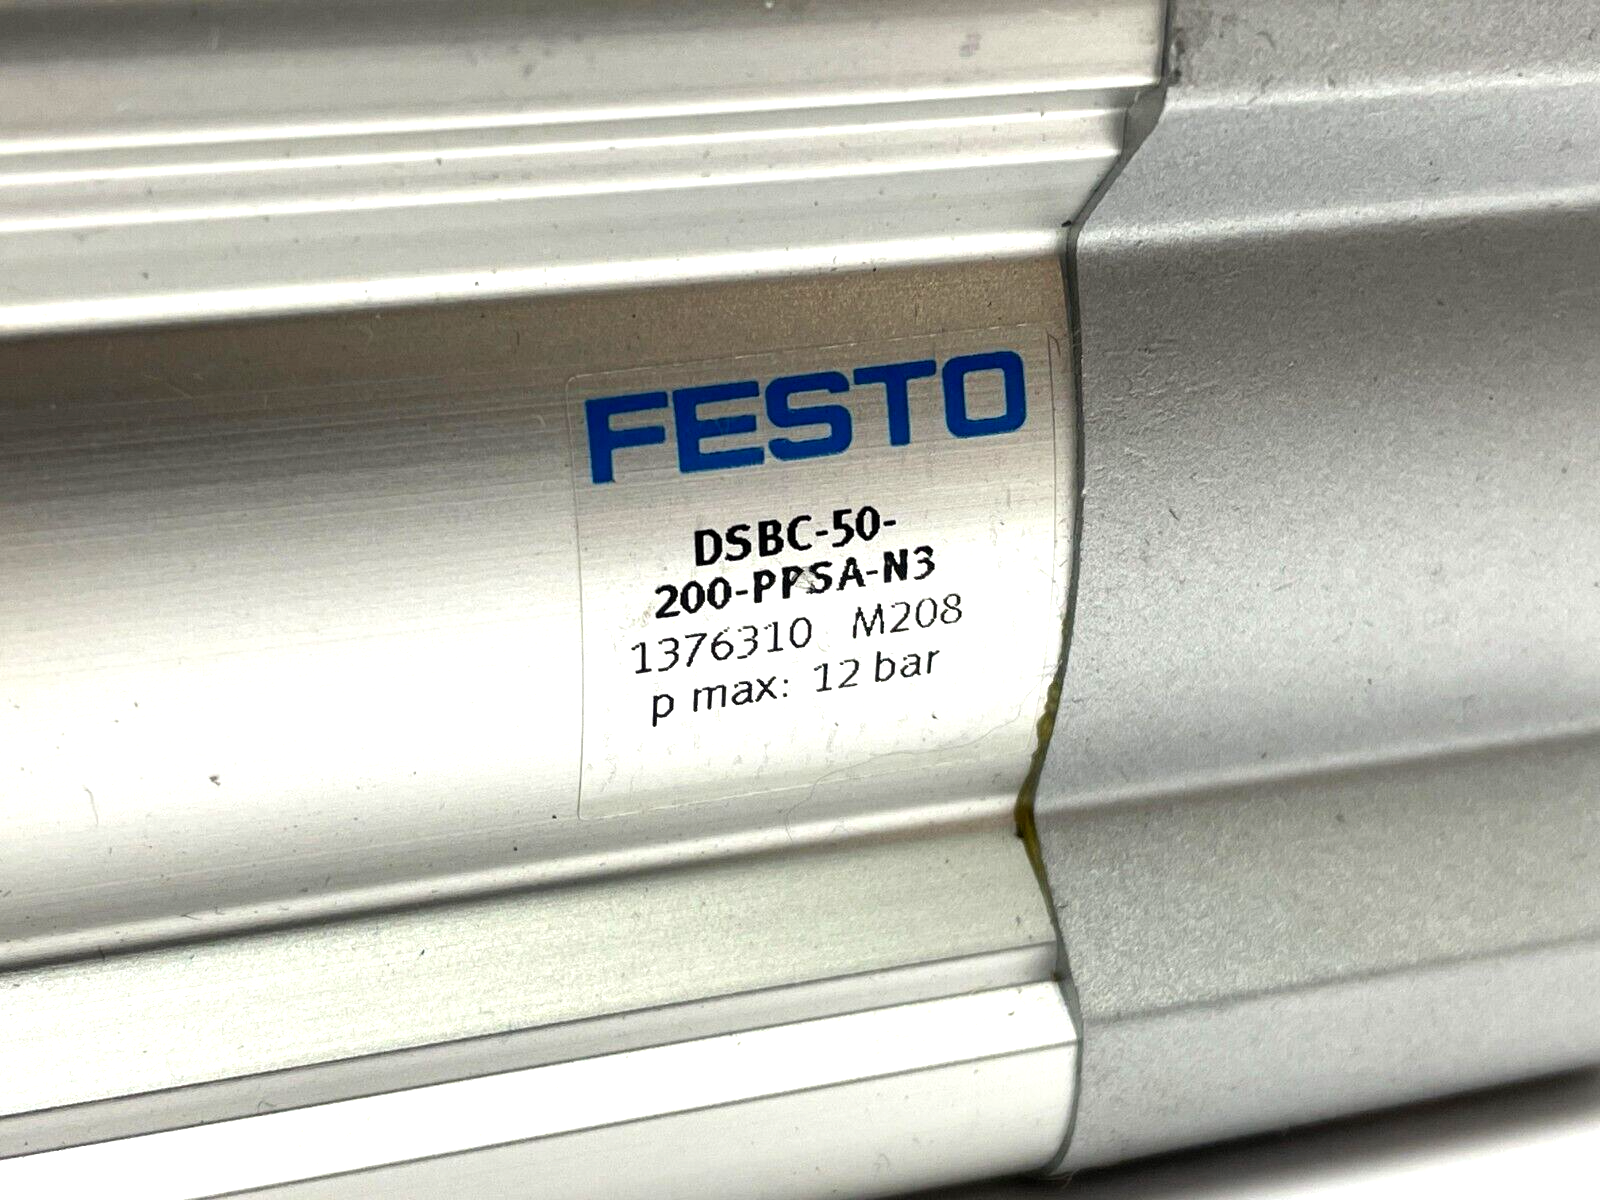 FESTO
DSBC-50-
200-PPSA-N3
1376310 M208
p max: 12 bar